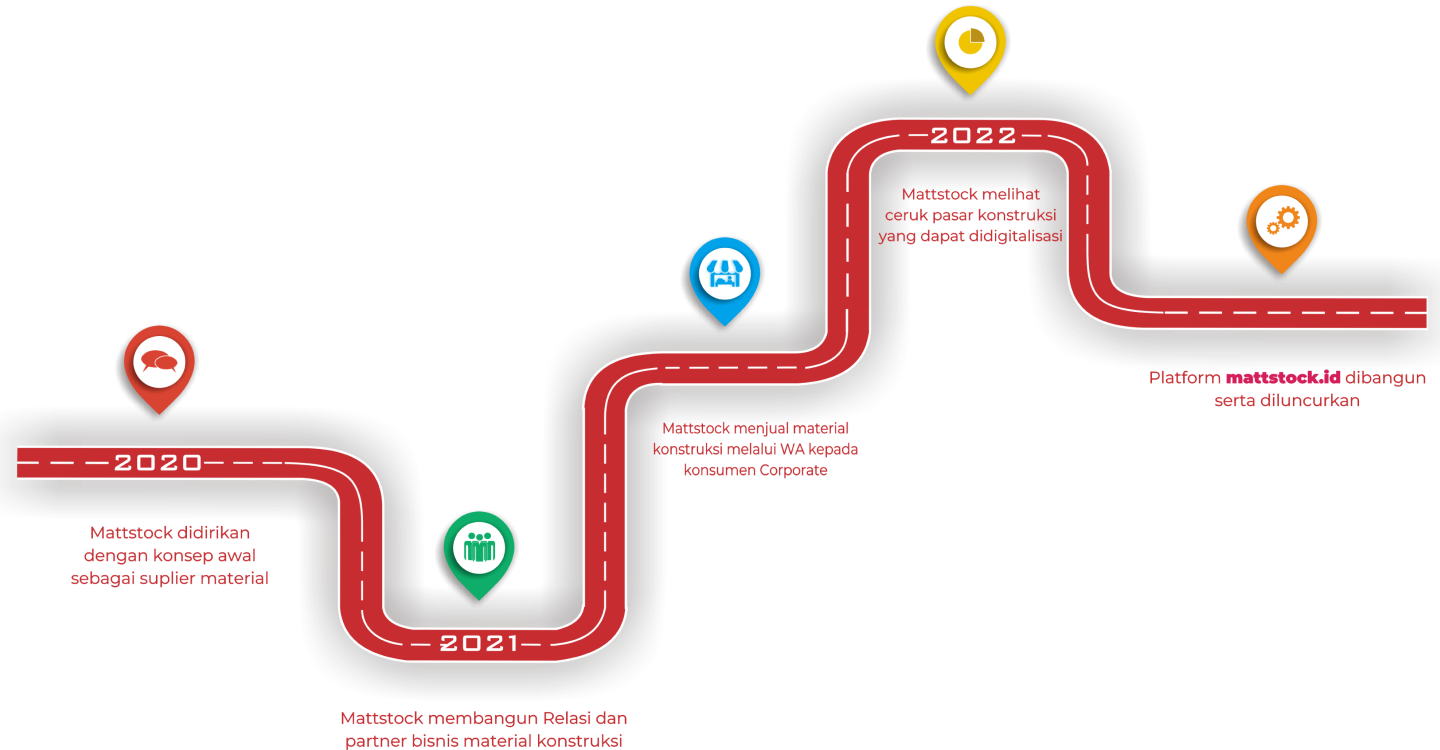 2020
Mattstock didirikan
dengan konsep awal
sebagai suplier material
2021
Mattstock membangun Relasi dan
partner bisnis material konstruksi
Mattstock menjual material
konstruksi melalui WA kepada
konsumen Corporate
2022
Mattstock melihat
ceruk pasar konstruksi
yang dapat didigitalisasi
Platform mattstock.id dibangun
serta diluncurkan